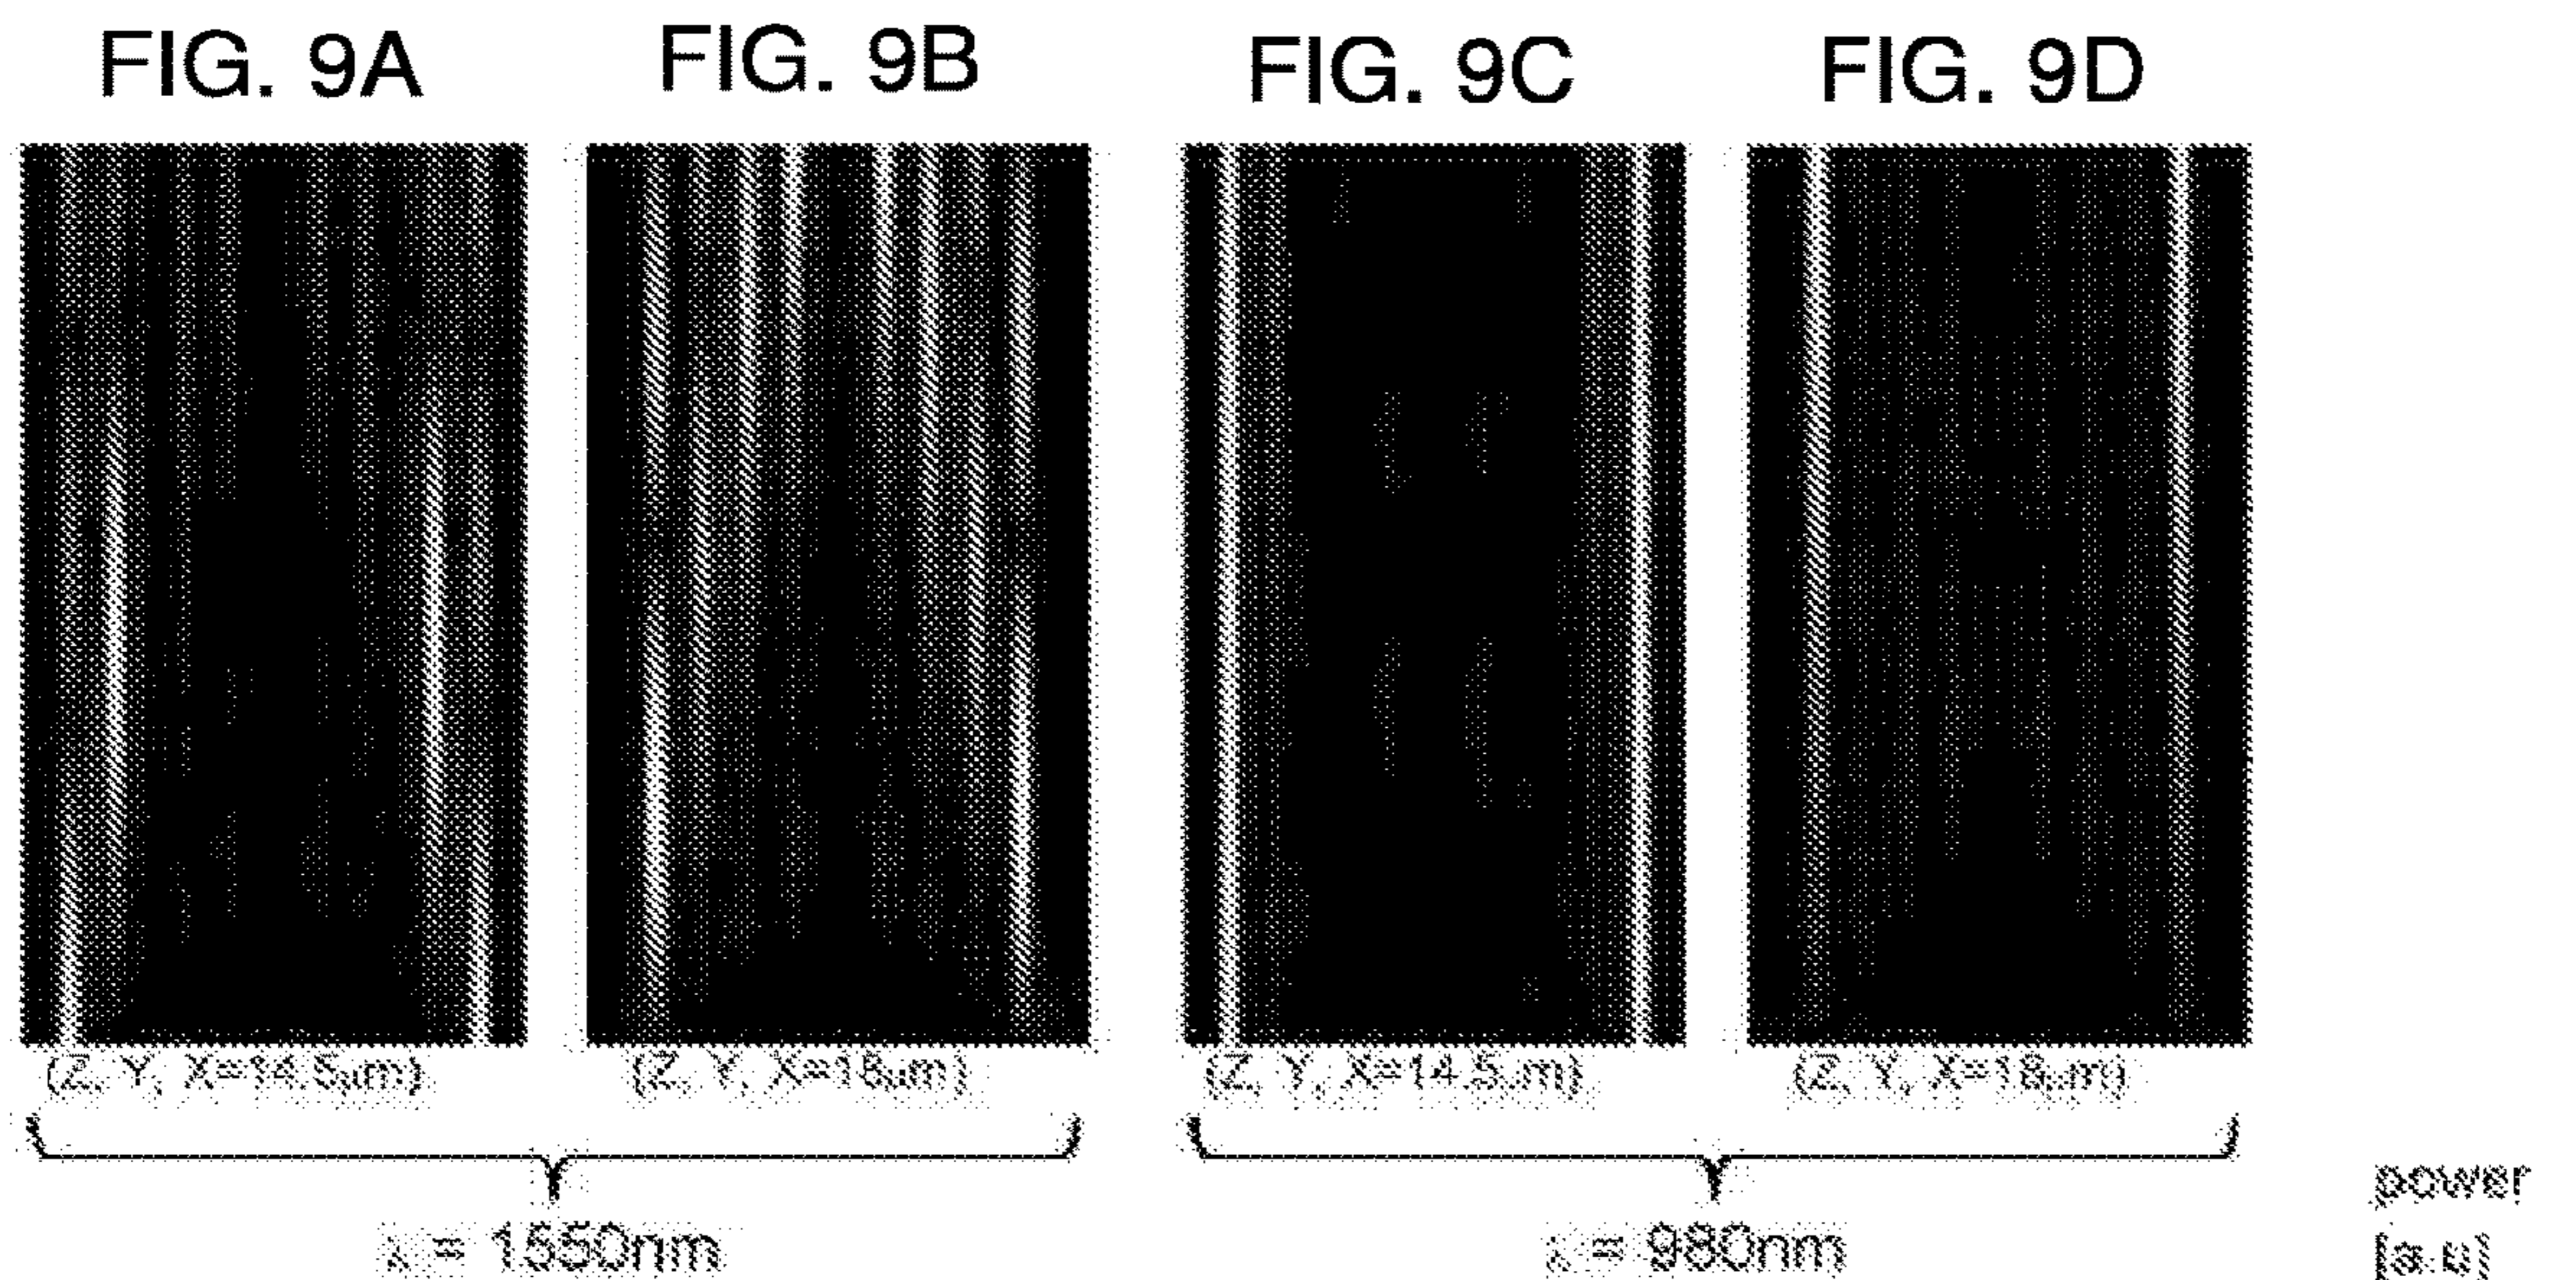 FIG. 9A
FIG. 9B
FIG. 9C
FIG. 9D
(Z, Y, X=14.5μm)
(Z, Y, X=18μm)
(Z, Y, X=14.5μm)
(Z, Y, X=18μm)
λ = 1550nm
λ = 980nm
power
[a.u]